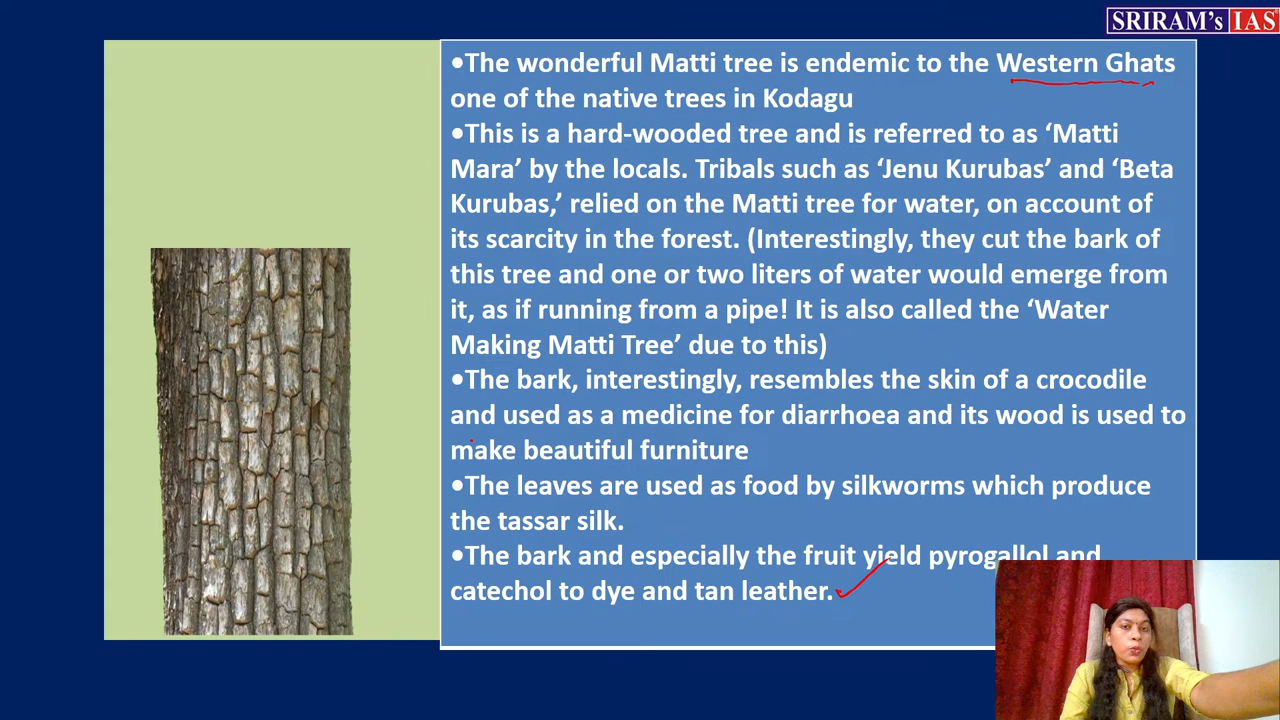 SRIRAM's IAS
•The wonderful Matti tree is endemic to the Western Ghats
one of the native trees in Kodagu
•This is a hard-wooded tree and is referred to as ‘Matti
Mara’ by the locals. Tribals such as ‘Jenu Kurubas’ and ‘Beta
Kurubas,’ relied on the Matti tree for water, on account of
its scarcity in the forest. (Interestingly, they cut the bark of
this tree and one or two liters of water would emerge from
it, as if running from a pipe! It is also called the ‘Water
Making Matti Tree’ due to this)
•The bark, interestingly, resembles the skin of a crocodile
and used as a medicine for diarrhoea and its wood is used to
make beautiful furniture
•The leaves are used as food by silkworms which produce
the tassar silk.
•The bark and especially the fruit yield pyrogallol and
catechol to dye and tan leather.